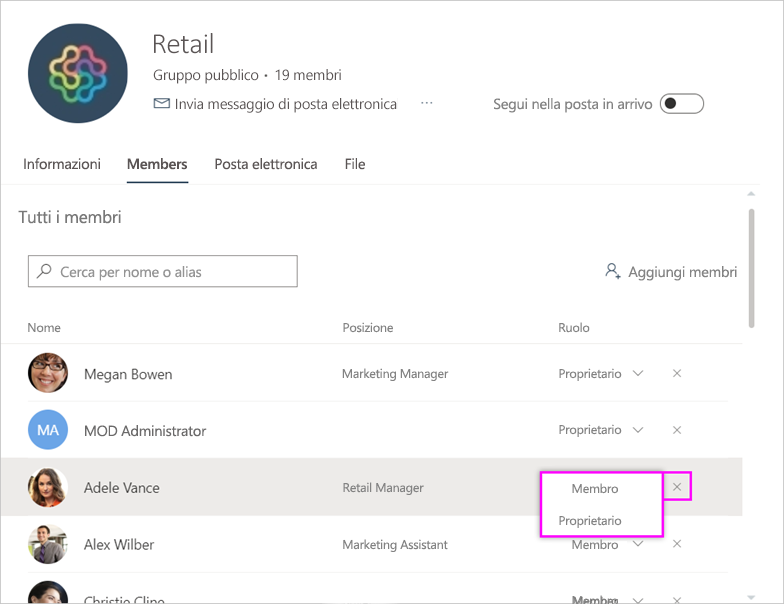 Retail
Gruppo pubblico • 19 membri
Invia messaggio di posta elettronica ··· Segui nella posta in arrivo
Informazioni Members Posta elettronica File
Tutti i membri
Cerca per nome o alias Aggiungi membri
Nome Posizione Ruolo
Megan Bowen Marketing Manager Proprietario
MA MOD Administrator Proprietario
Adele Vance Retail Manager Membro
Proprietario
Alex Wilber Marketing Assistant Membro
Christie Cline Membro